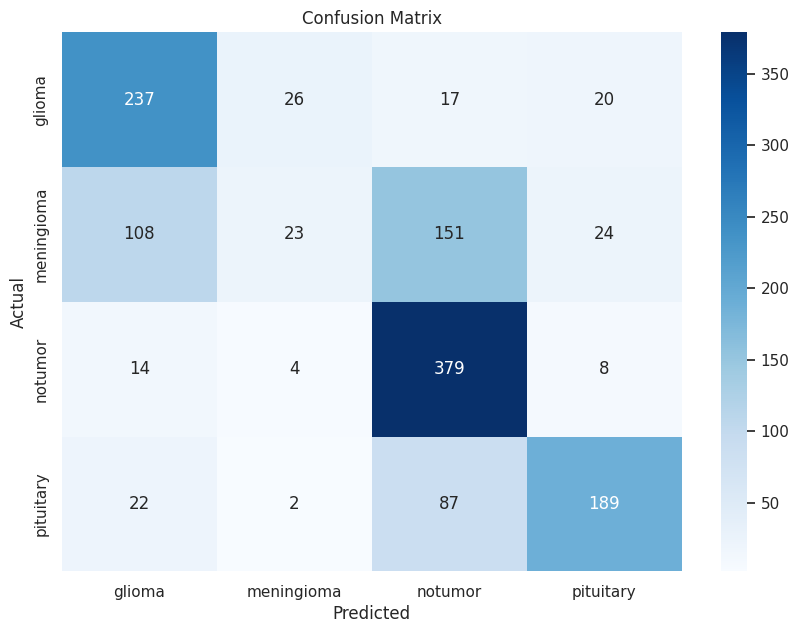 Confusion Matrix
glioma
237 26 17 20
meningioma
108 23 151 24
notumor
14 4 379 8
pituitary
22 2 87 189
Actual
glioma meningioma notumor pituitary
Predicted
350
300
250
200
150
100
50